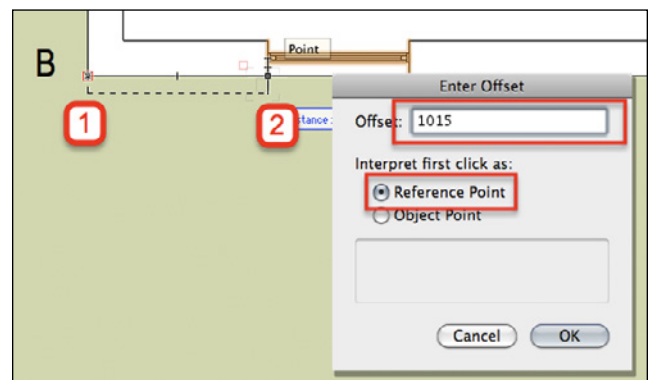 Point
B
Enter Offset
1
2
stance:
Offset: 1015
Interpret first click as:
Reference Point
Object Point
Cancel
OK